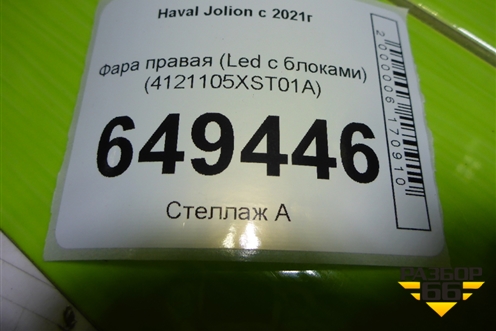 Haval Jolion с 2021г
Фара правая (Led с блоками)
(4121105XST01A)
649446
Стеллаж А
2000006170910
РАЗБОР
66